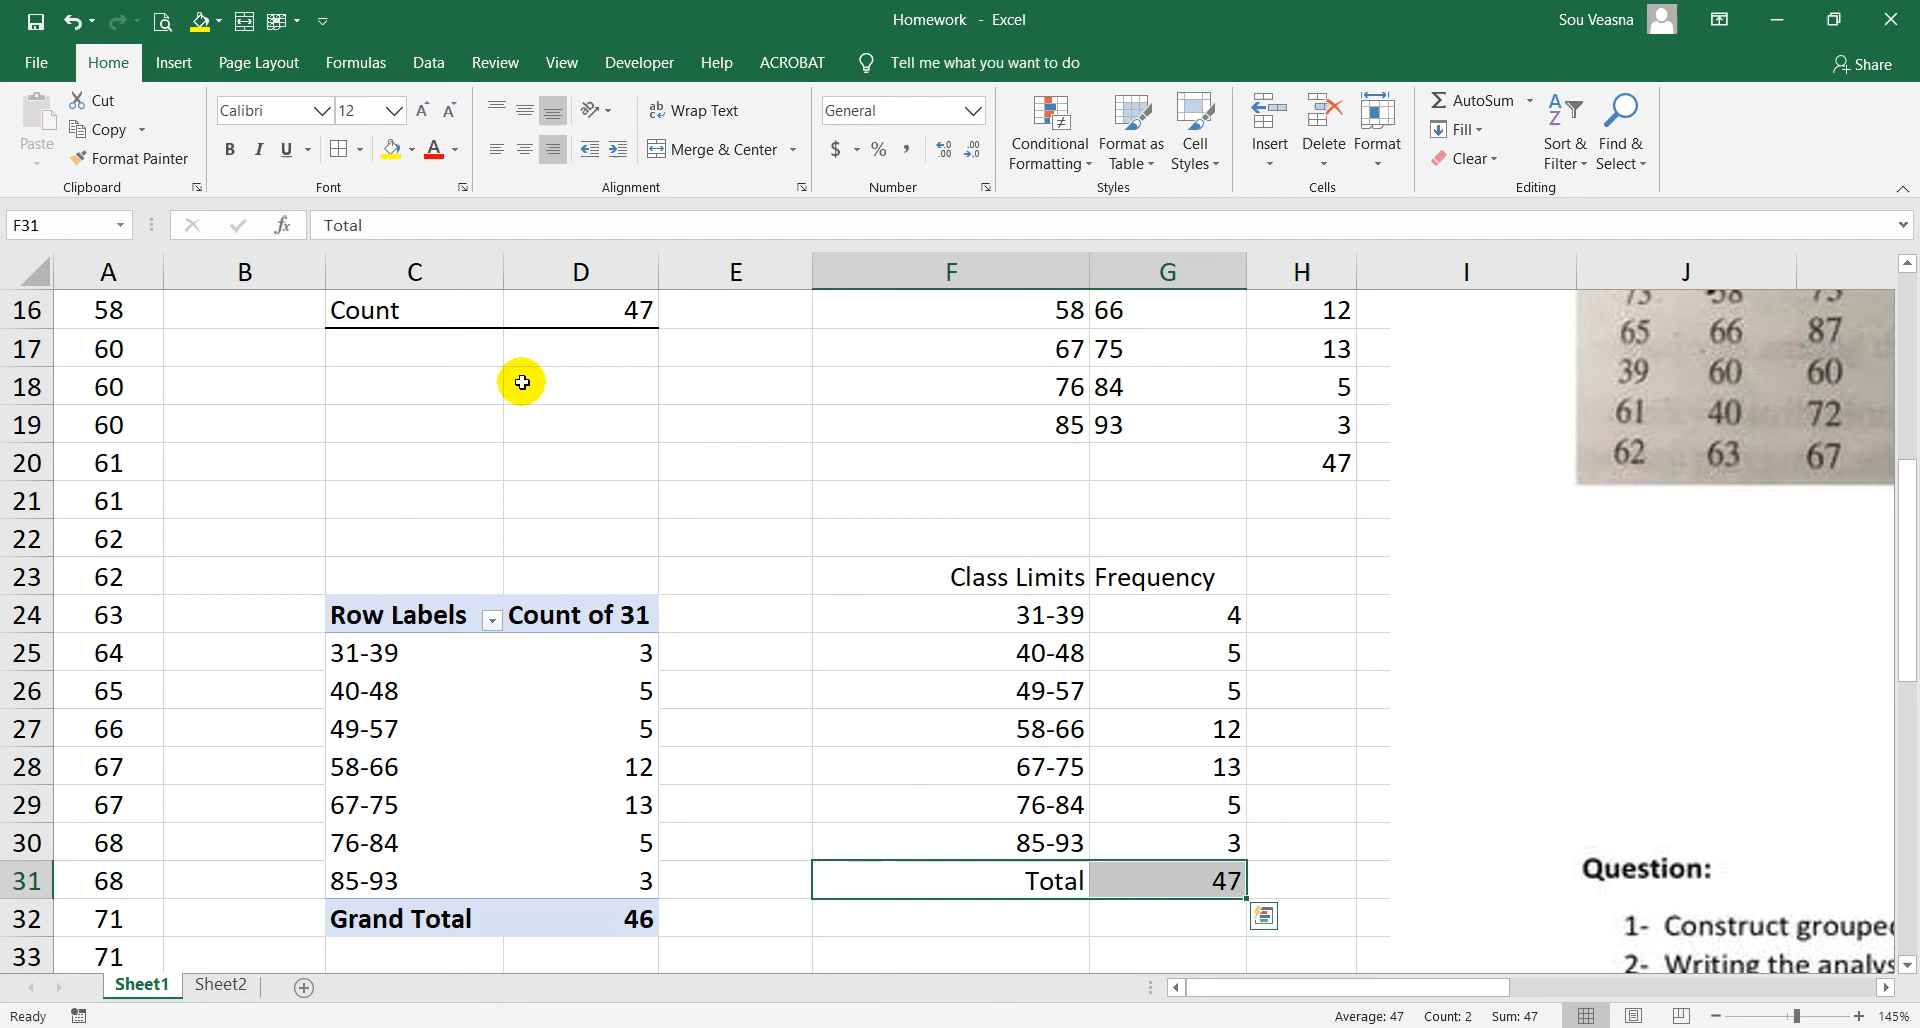 Homework - Excel
Sou Veasna
File Home Insert Page Layout Formulas Data Review View Developer Help ACROBAT Tell me what you want to do Share
Paste
Cut
Copy
Format Painter
Clipboard
Calibri 12
B I U
Font
Wrap Text
Merge & Center
Alignment
General
$ % ,
Number
Conditional Formatting
Format as Table
Cell Styles
Styles
Insert Delete Format
Cells
AutoSum
Fill
Clear
Sort & Filter
Find & Select
Editing
F31 fx Total
A B C D E F G H I J
16 58 Count 47 58 66 12
17 60 67 75 13 65 66 87
18 60 76 84 5 39 60 60
19 60 85 93 3 61 40 72
20 61 47 62 63 67
21 61
22 62
23 62 Class Limits Frequency
24 63 Row Labels Count of 31 31-39 4
25 64 31-39 3 40-48 5
26 65 40-48 5 49-57 5
27 66 49-57 5 58-66 12
28 67 58-66 12 67-75 13
29 67 67-75 13 76-84 5
30 68 76-84 5 85-93 3
31 68 85-93 3 Total 47
32 71 Grand Total 46
33 71
Question:
1- Construct grouped
2- Writing the analys
Sheet1 Sheet2
Ready Average: 47 Count: 2 Sum: 47 145%